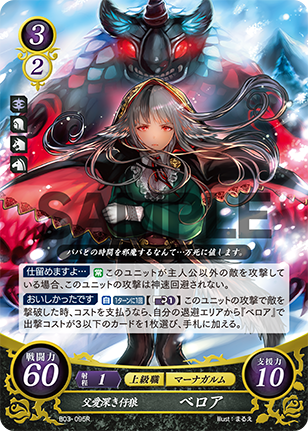 3
2
SAMPLE
パパとの時間を邪魔するなんて…万死に値します。
仕留めますよ… 常 このユニットが主人公以外の敵を攻撃している場合、このユニットの攻撃は神速回避されない。
おいしかったです 自 [1ターンに1回] [1] このユニットの攻撃で敵を撃破した時、コストを支払うなら、自分の退避エリアから『ベロア』で出撃コストが3以下のカードを1枚選び、手札に加える。
戦闘力
60
射程 1 上級職 マーナガルム
支援力
10
父愛深き仔狼 ベロア
B03-095R
Illust:まるえ